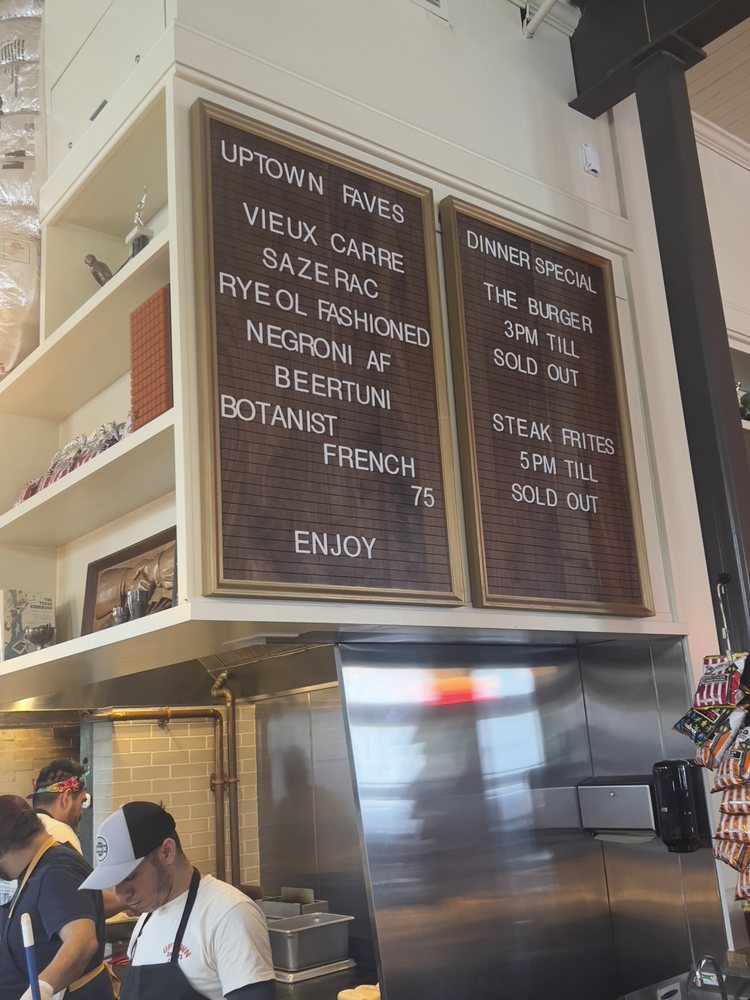 UPTOWN FAVES
VIEUX CARRE
SAZERAC
RYE OL FASHIONED
NEGRONI AF
BEERTUNI
BOTANIST
FRENCH
75
ENJOY
DINNER SPECIAL
THE BURGER
3PM TILL
SOLD OUT
STEAK FRITES
5PM TILL
SOLD OUT
UPTOWN